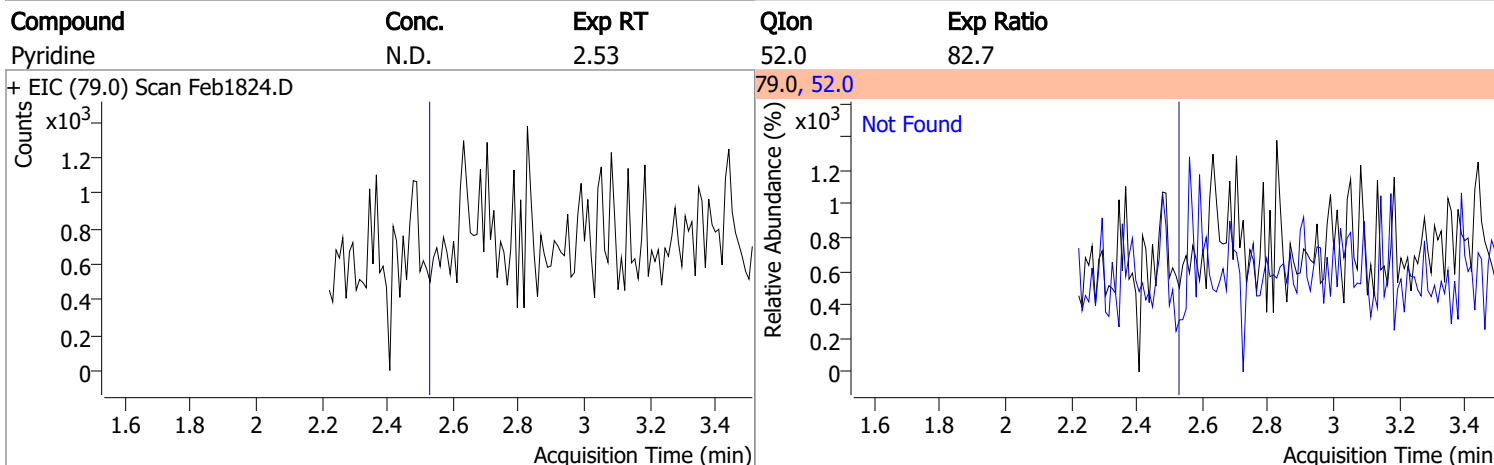 Compound Conc. Exp RT QIon Exp Ratio
Pyridine N.D. 2.53 52.0 82.7
+ EIC (79.0) Scan Feb1824.D
Counts
x10³
1.2
1
0.8
0.6
0.4
0.2
0
1.6 1.8 2 2.2 2.4 2.6 2.8 3 3.2 3.4
Acquisition Time (min)
79.0, 52.0
Relative Abundance (%)
x10³
Not Found
1.2
1
0.8
0.6
0.4
0.2
0
1.6 1.8 2 2.2 2.4 2.6 2.8 3 3.2 3.4
Acquisition Time (min